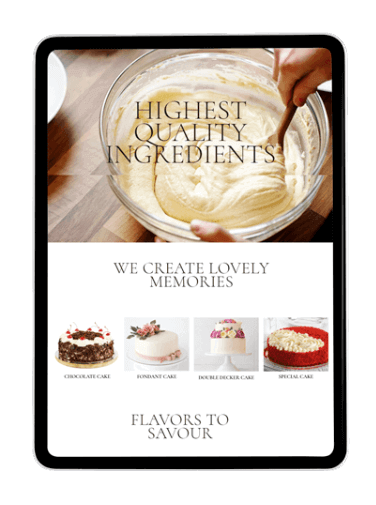 HIGHEST
QUALITY
INGREDIENTS
WE CREATE LOVELY
MEMORIES
CHOCOLATE CAKE
FONDANT CAKE
DOUBLE DECKER CAKE
SPECIAL CAKE
FLAVORS TO
SAVOUR